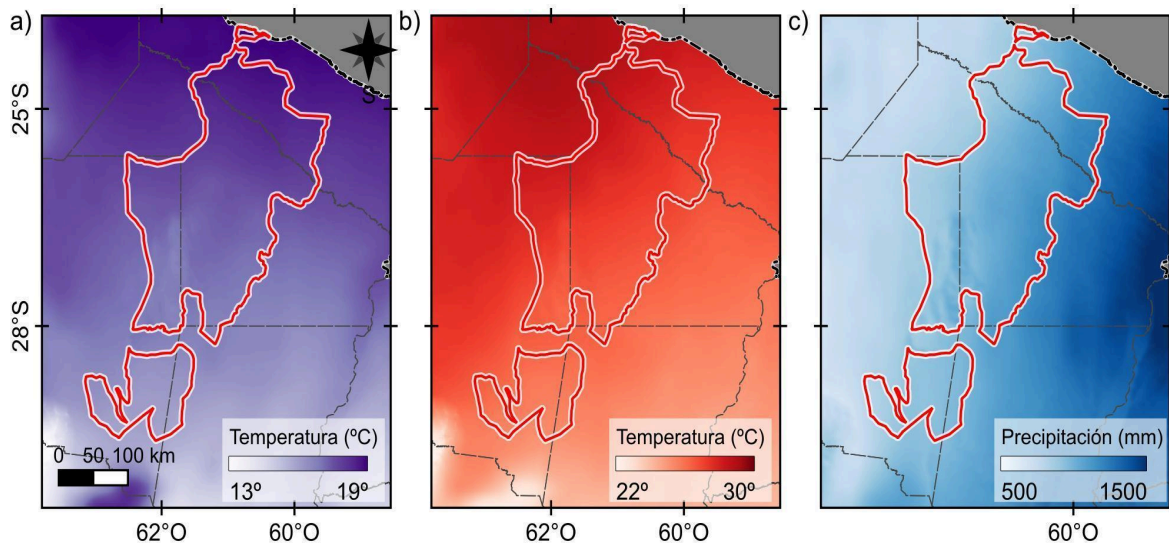 a)
b)
c)
S
25°S
28°S
Temperatura (ºC)
13º 19º
0 50 100 km
Temperatura (ºC)
22º 30º
Precipitación (mm)
500 1500
62°O 60°O
62°O 60°O
60°O